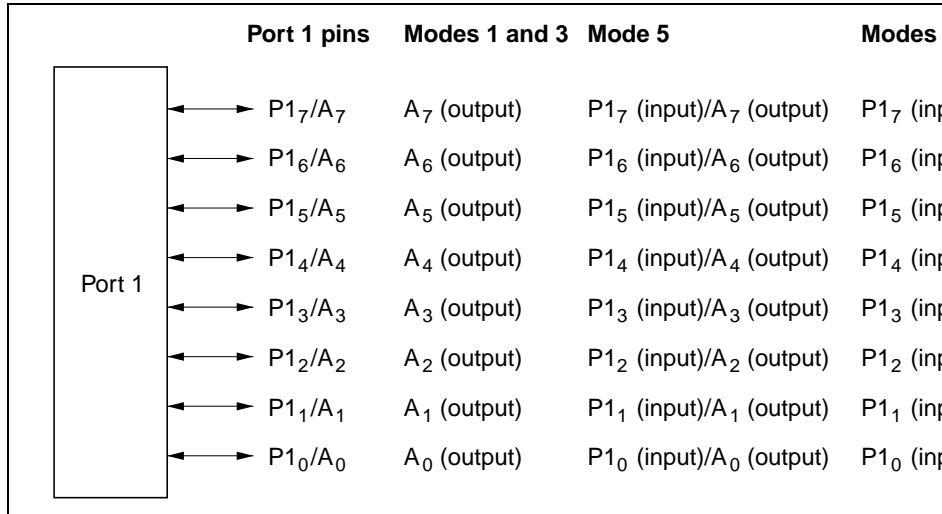 Port 1 pins Modes 1 and 3 Mode 5 Modes
P1₇/A₇ A₇ (output) P1₇ (input)/A₇ (output) P1₇
P1₆/A₆ A₆ (output) P1₆ (input)/A₆ (output) P1₆
P1₅/A₅ A₅ (output) P1₅ (input)/A₅ (output) P1₅
P1₄/A₄ A₄ (output) P1₄ (input)/A₄ (output) P1₄
Port 1
P1₃/A₃ A₃ (output) P1₃ (input)/A₃ (output) P1₃
P1₂/A₂ A₂ (output) P1₂ (input)/A₂ (output) P1₂
P1₁/A₁ A₁ (output) P1₁ (input)/A₁ (output) P1₁
P1₀/A₀ A₀ (output) P1₀ (input)/A₀ (output) P1₀